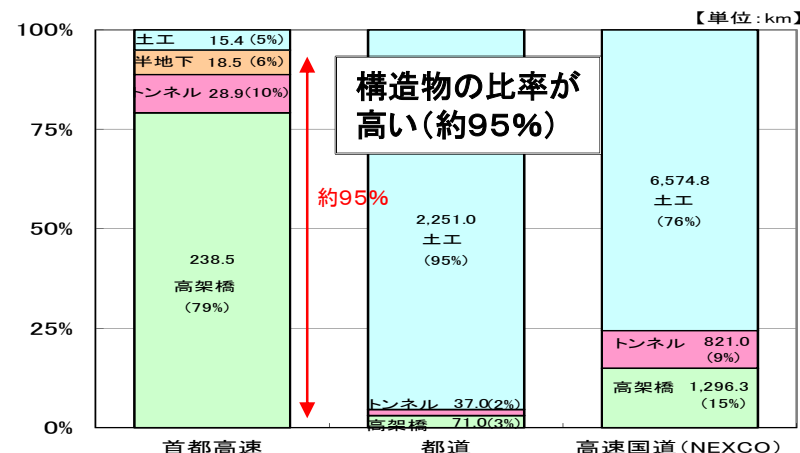 【単位:km】
100%
75%
50%
25%
0%
土工 15.4 (5%)
半地下 18.5 (6%)
トンネル 28.9(10%)
238.5
高架橋
(79%)
約95%
構造物の比率が
高い(約95%)
2,251.0
土工
(95%)
トンネル 37.0(2%)
高架橋 71.0(3%)
6,574.8
土工
(76%)
トンネル 821.0
(9%)
高架橋 1,296.3
(15%)
首都高速
都道
高速国道(NEXCO)